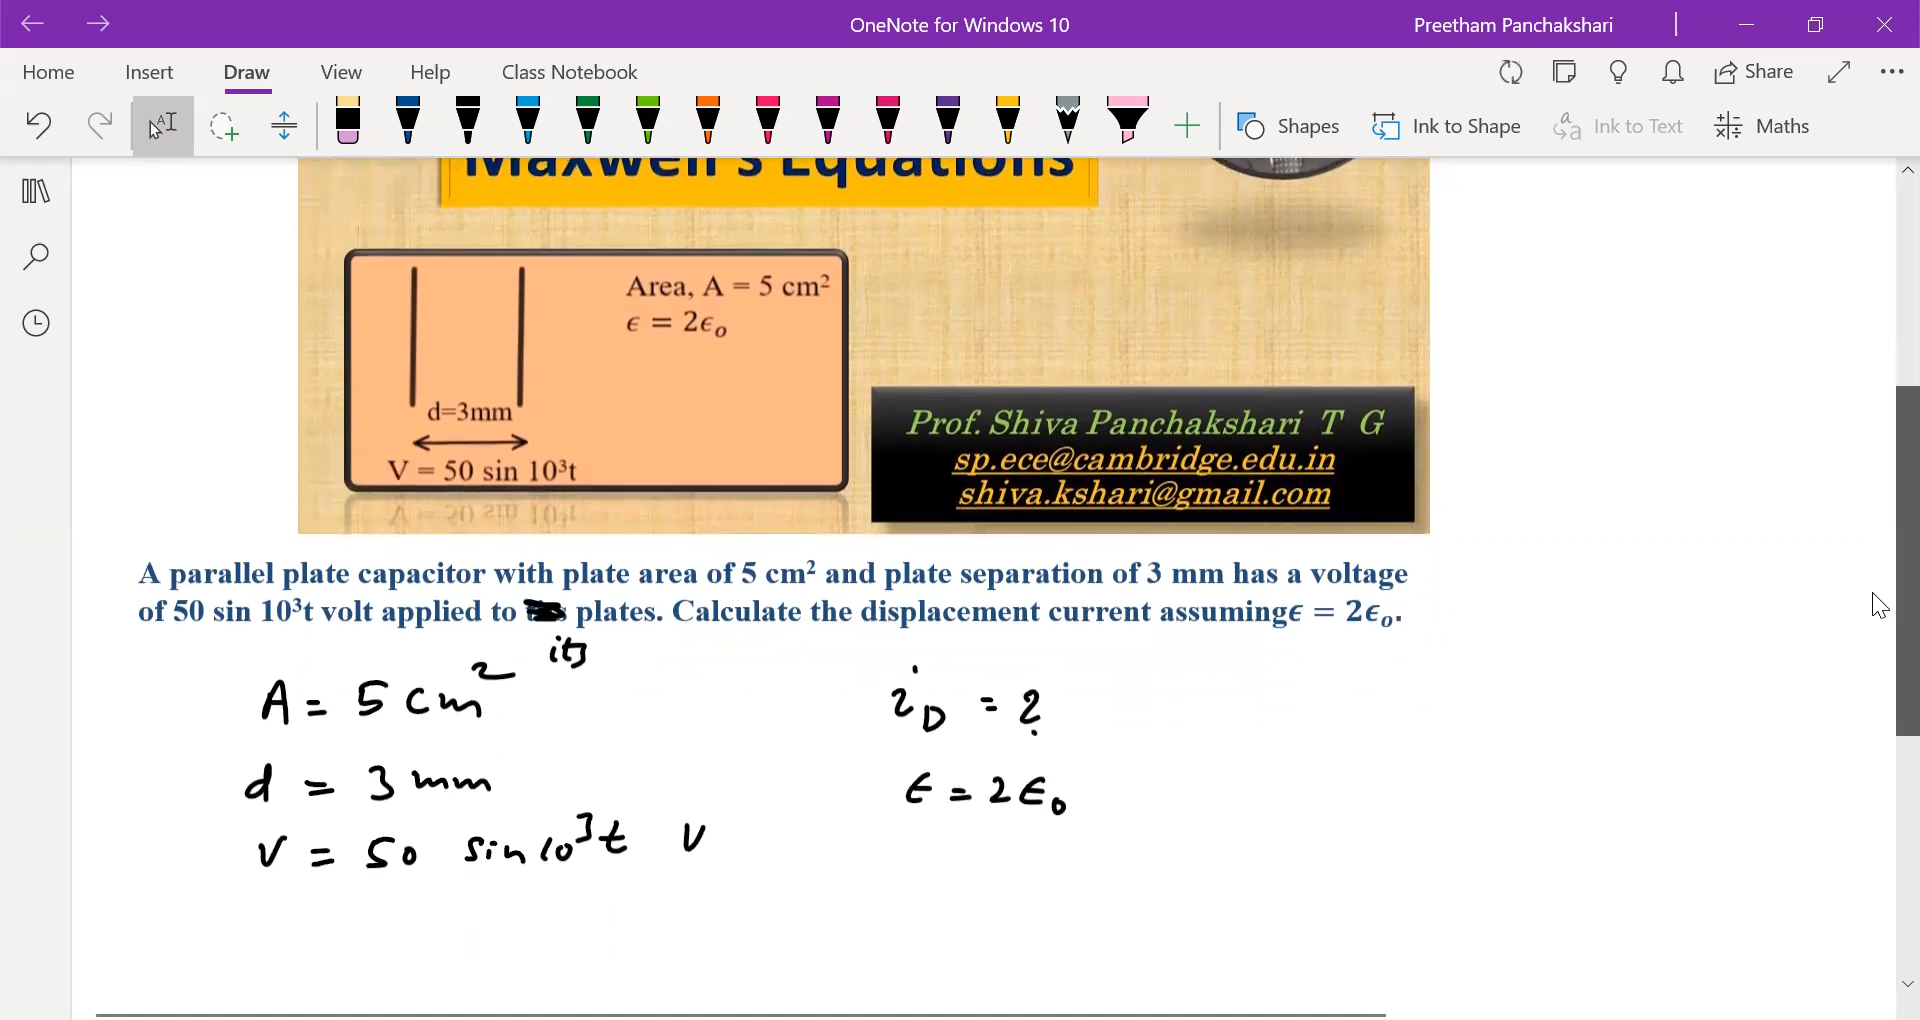 OneNote for Windows 10
Preetham Panchakshari
Home Insert Draw View Help Class Notebook
Share
Shapes Ink to Shape Ink to Text Maths
Maxwell's Equations
Area, A = 5 cm²
ϵ = 2ϵₒ
d=3mm
V = 50 sin 10³t
Prof. Shiva Panchakshari T G
sp.ece@cambridge.edu.in
shiva.kshari@gmail.com
A parallel plate capacitor with plate area of 5 cm² and plate separation of 3 mm has a voltage
of 50 sin 10³t volt applied to plates. Calculate the displacement current assumingϵ = 2ϵₒ.
its
A = 5 cm²
i_D = ?
d = 3 mm
ϵ = 2ϵ₀
V = 50 sin 10³t V